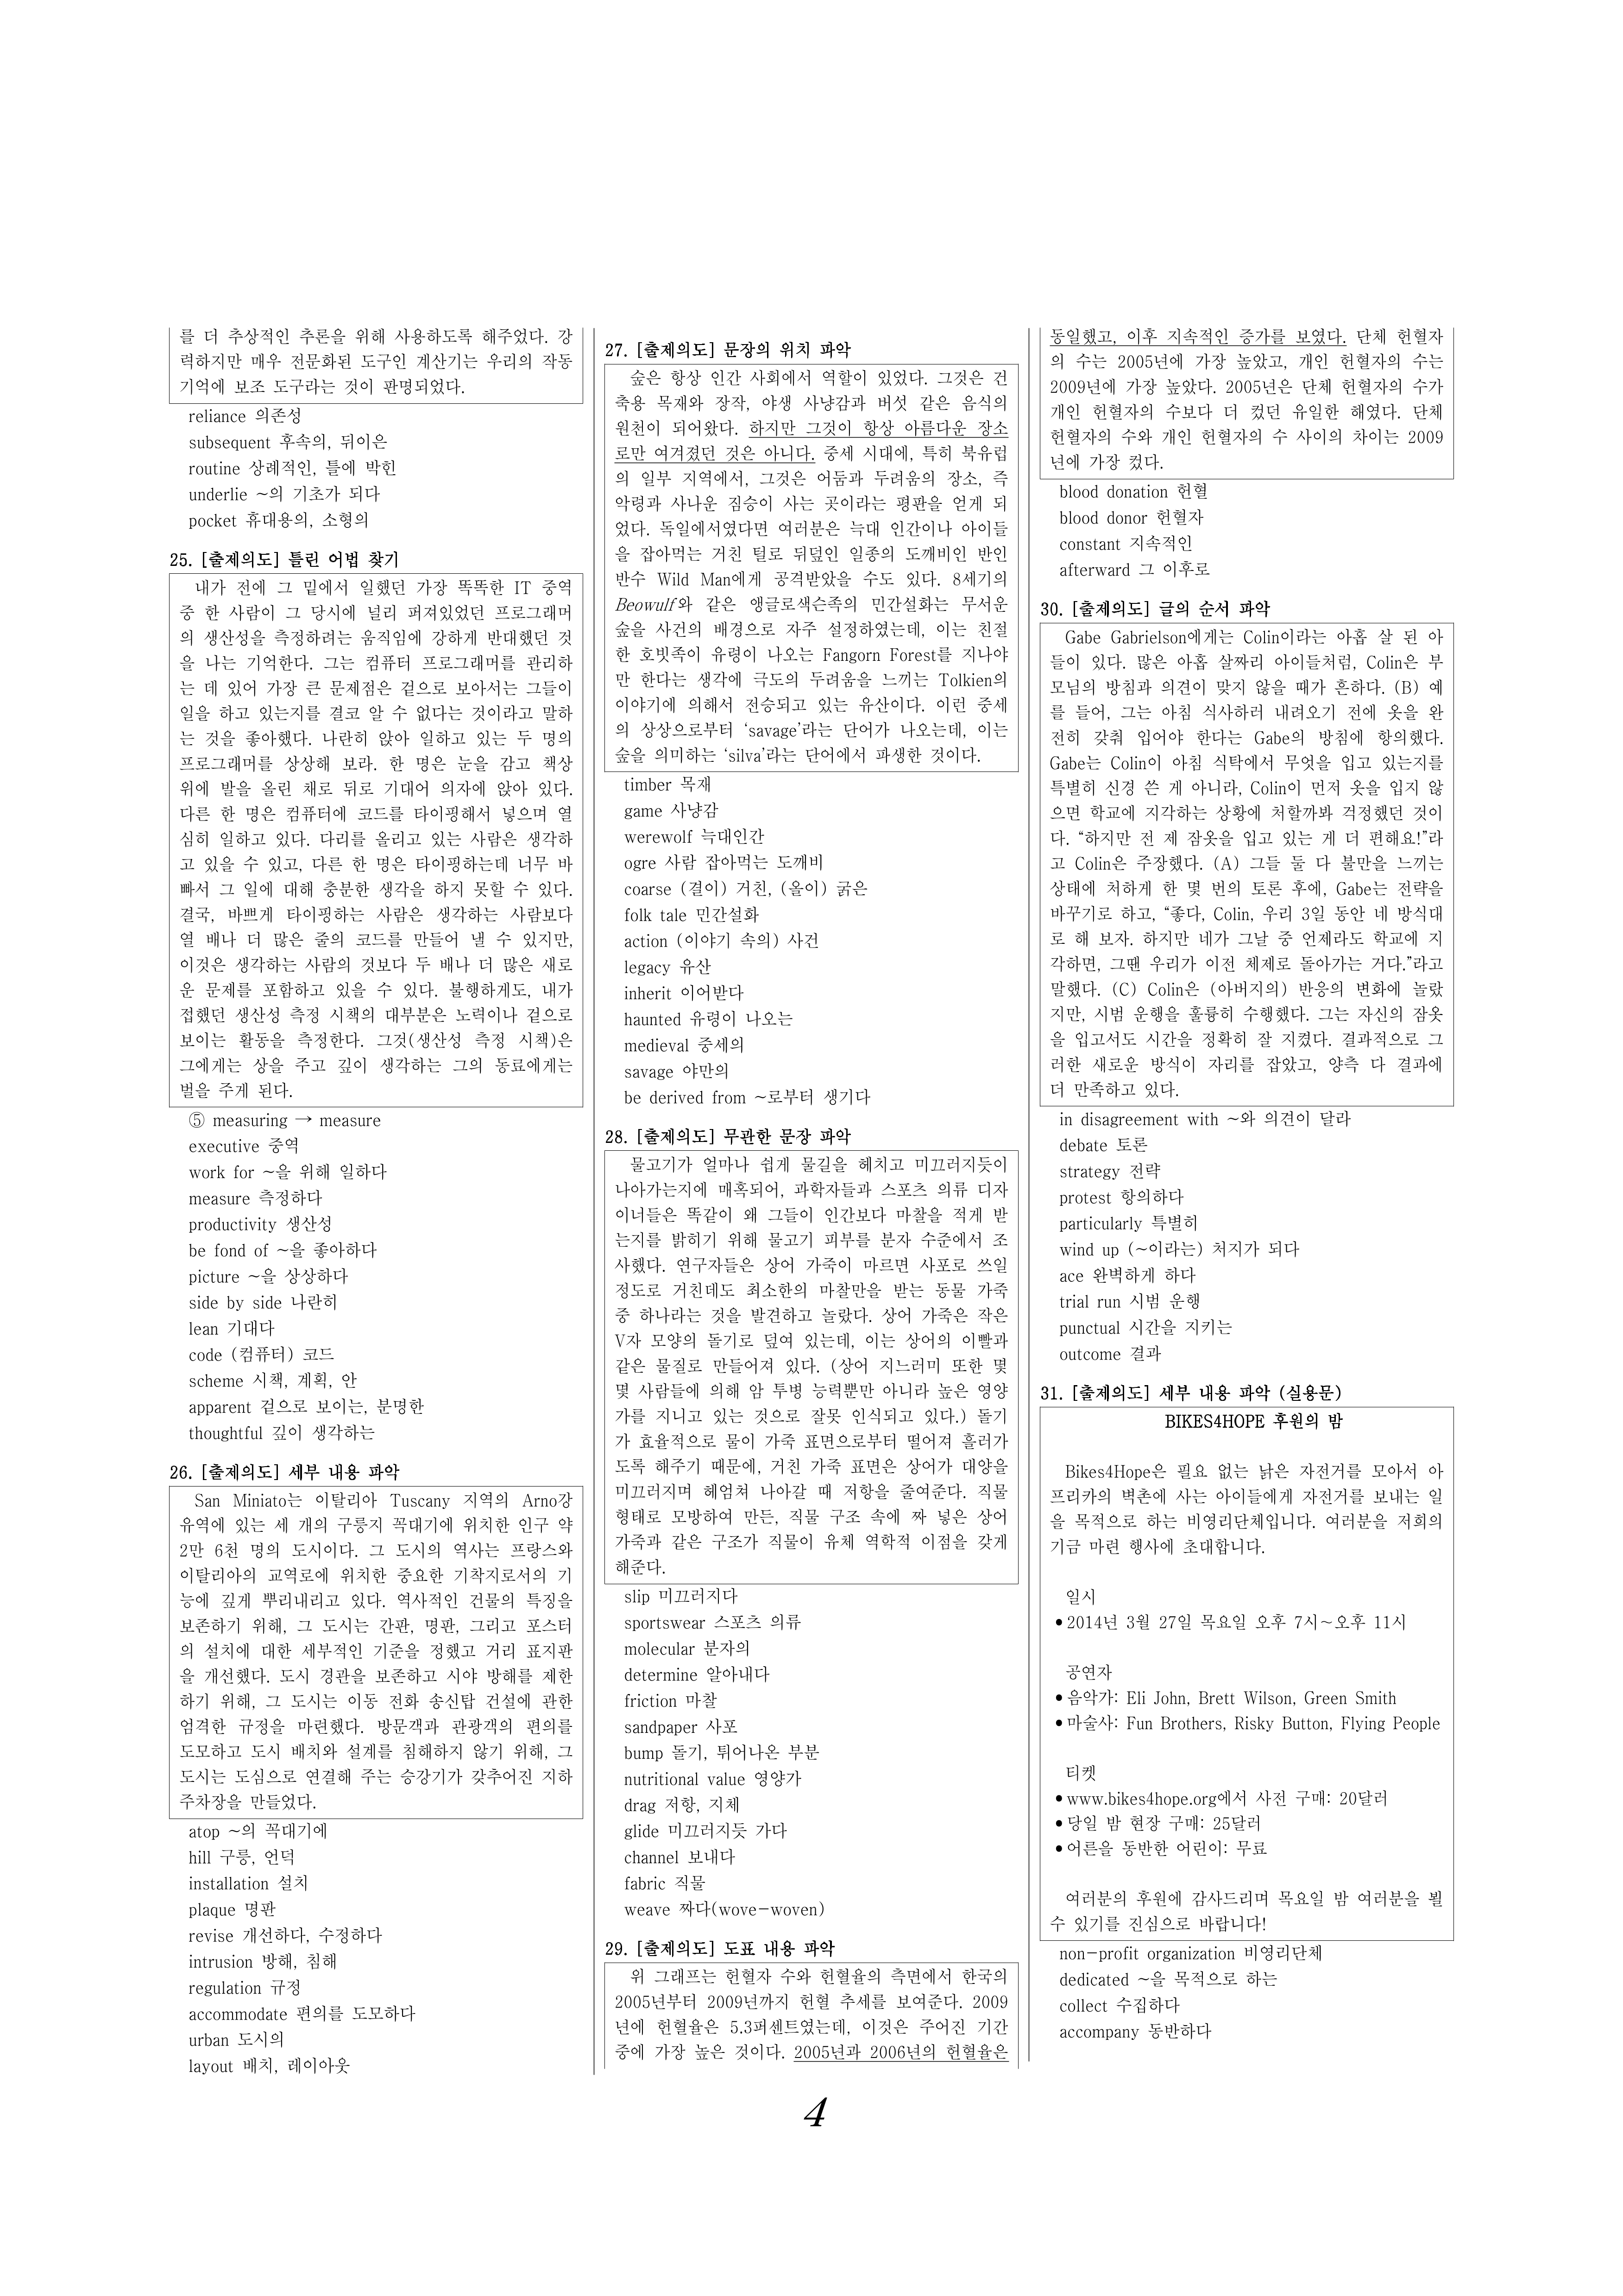 를 더 추상적인 추론을 위해 사용하도록 해주었다. 강
력하지만 매우 전문화된 도구인 계산기는 우리의 작동
기억에 보조 도구라는 것이 판명되었다.
reliance 의존성
subsequent 후속의, 뒤이은
routine 상례적인, 틀에 박힌
underlie ~의 기초가 되다
pocket 휴대용의, 소형의
25. [출제의도] 틀린 어법 찾기
내가 전에 그 밑에서 일했던 가장 똑똑한 IT 중역
중 한 사람이 그 당시에 널리 퍼져있었던 프로그래머
의 생산성을 측정하려는 움직임에 강하게 반대했던 것
을 나는 기억한다. 그는 컴퓨터 프로그래머를 관리하
는 데 있어 가장 큰 문제점은 겉으로 보아서는 그들이
일을 하고 있는지를 결코 알 수 없다는 것이라고 말하
는 것을 좋아했다. 나란히 앉아 일하고 있는 두 명의
프로그래머를 상상해 보라. 한 명은 눈을 감고 책상
위에 발을 올린 채로 뒤로 기대어 의자에 앉아 있다.
다른 한 명은 컴퓨터에 코드를 타이핑해서 넣으며 열
심히 일하고 있다. 다리를 올리고 있는 사람은 생각하
고 있을 수 있고, 다른 한 명은 타이핑하는데 너무 바
빠서 그 일에 대해 충분한 생각을 하지 못할 수 있다.
결국, 바쁘게 타이핑하는 사람은 생각하는 사람보다
열 배나 더 많은 줄의 코드를 만들어 낼 수 있지만,
이것은 생각하는 사람의 것보다 두 배나 더 많은 새로
운 문제를 포함하고 있을 수 있다. 불행하게도, 내가
접했던 생산성 측정 시책의 대부분은 노력이나 겉으로
보이는 활동을 측정한다. 그것(생산성 측정 시책)은
그에게는 상을 주고 깊이 생각하는 그의 동료에게는
벌을 주게 된다.
⑤ measuring → measure
executive 중역
work for ~을 위해 일하다
measure 측정하다
productivity 생산성
be fond of ~을 좋아하다
picture ~을 상상하다
side by side 나란히
lean 기대다
code (컴퓨터) 코드
scheme 시책, 계획, 안
apparent 겉으로 보이는, 분명한
thoughtful 깊이 생각하는
26. [출제의도] 세부 내용 파악
San Miniato는 이탈리아 Tuscany 지역의 Arno강
유역에 있는 세 개의 구릉지 꼭대기에 위치한 인구 약
2만 6천 명의 도시이다. 그 도시의 역사는 프랑스와
이탈리아의 교역로에 위치한 중요한 기착지로서의 기
능에 깊게 뿌리내리고 있다. 역사적인 건물의 특징을
보존하기 위해, 그 도시는 간판, 명판, 그리고 포스터
의 설치에 대한 세부적인 기준을 정했고 거리 표지판
을 개선했다. 도시 경관을 보존하고 시야 방해를 제한
하기 위해, 그 도시는 이동 전화 송신탑 건설에 관한
엄격한 규정을 마련했다. 방문객과 관광객의 편의를
도모하고 도시 배치와 설계를 침해하지 않기 위해, 그
도시는 도심으로 연결해 주는 승강기가 갖추어진 지하
주차장을 만들었다.
atop ~의 꼭대기에
hill 구릉, 언덕
installation 설치
plaque 명판
revise 개선하다, 수정하다
intrusion 방해, 침해
regulation 규정
accommodate 편의를 도모하다
urban 도시의
layout 배치, 레이아웃
27. [출제의도] 문장의 위치 파악
숲은 항상 인간 사회에서 역할이 있었다. 그것은 건
축용 목재와 장작, 야생 사냥감과 버섯 같은 음식의
원천이 되어왔다. 하지만 그것이 항상 아름다운 장소
로만 여겨졌던 것은 아니다. 중세 시대에, 특히 북유럽
의 일부 지역에서, 그것은 어둠과 두려움의 장소, 즉
악령과 사나운 짐승이 사는 곳이라는 평판을 얻게 되
었다. 독일에서였다면 여러분은 늑대 인간이나 아이들
을 잡아먹는 거친 털로 뒤덮인 일종의 도깨비인 반인
반수 Wild Man에게 공격받았을 수도 있다. 8세기의
Beowulf와 같은 앵글로색슨족의 민간설화는 무서운
숲을 사건의 배경으로 자주 설정하였는데, 이는 친절
한 호빗족이 유령이 나오는 Fangorn Forest를 지나야
만 한다는 생각에 극도의 두려움을 느끼는 Tolkien의
이야기에 의해서 전승되고 있는 유산이다. 이런 중세
의 상상으로부터 ‘savage’라는 단어가 나오는데, 이는
숲을 의미하는 ‘silva’라는 단어에서 파생한 것이다.
timber 목재
game 사냥감
werewolf 늑대인간
ogre 사람 잡아먹는 도깨비
coarse (결이) 거친, (올이) 굵은
folk tale 민간설화
action (이야기 속의) 사건
legacy 유산
inherit 이어받다
haunted 유령이 나오는
medieval 중세의
savage 야만의
be derived from ~로부터 생기다
28. [출제의도] 무관한 문장 파악
물고기가 얼마나 쉽게 물길을 헤치고 미끄러지듯이
나아가는지에 매혹되어, 과학자들과 스포츠 의류 디자
이너들은 똑같이 왜 그들이 인간보다 마찰을 적게 받
는지를 밝히기 위해 물고기 피부를 분자 수준에서 조
사했다. 연구자들은 상어 가죽이 마르면 사포로 쓰일
정도로 거친데도 최소한의 마찰만을 받는 동물 가죽
중 하나라는 것을 발견하고 놀랐다. 상어 가죽은 작은
V자 모양의 돌기로 덮여 있는데, 이는 상어의 이빨과
같은 물질로 만들어져 있다. (상어 지느러미 또한 몇
몇 사람들에 의해 암 투병 능력뿐만 아니라 높은 영양
가를 지니고 있는 것으로 잘못 인식되고 있다.) 돌기
가 효율적으로 물이 가죽 표면으로부터 떨어져 흘러가
도록 해주기 때문에, 거친 가죽 표면은 상어가 대양을
미끄러지며 헤엄쳐 나아갈 때 저항을 줄여준다. 직물
형태로 모방하여 만든, 직물 구조 속에 짜 넣은 상어
가죽과 같은 구조가 직물이 유체 역학적 이점을 갖게
해준다.
slip 미끄러지다
sportswear 스포츠 의류
molecular 분자의
determine 알아내다
friction 마찰
sandpaper 사포
bump 돌기, 튀어나온 부분
nutritional value 영양가
drag 저항, 지체
glide 미끄러지듯 가다
channel 보내다
fabric 직물
weave 짜다(wove-woven)
29. [출제의도] 도표 내용 파악
위 그래프는 헌혈자 수와 헌혈율의 측면에서 한국의
2005년부터 2009년까지 헌혈 추세를 보여준다. 2009
년에 헌혈율은 5.3퍼센트였는데, 이것은 주어진 기간
중에 가장 높은 것이다. 2005년과 2006년의 헌혈율은
동일했고, 이후 지속적인 증가를 보였다. 단체 헌혈자
의 수는 2005년에 가장 높았고, 개인 헌혈자의 수는
2009년에 가장 높았다. 2005년은 단체 헌혈자의 수가
개인 헌혈자의 수보다 더 컸던 유일한 해였다. 단체
헌혈자의 수와 개인 헌혈자의 수 사이의 차이는 2009
년에 가장 컸다.
blood donation 헌혈
blood donor 헌혈자
constant 지속적인
afterward 그 이후로
30. [출제의도] 글의 순서 파악
Gabe Gabrielson에게는 Colin이라는 아홉 살 된 아
들이 있다. 많은 아홉 살짜리 아이들처럼, Colin은 부
모님의 방침과 의견이 맞지 않을 때가 흔하다. (B) 예
를 들어, 그는 아침 식사하러 내려오기 전에 옷을 완
전히 갖춰 입어야 한다는 Gabe의 방침에 항의했다.
Gabe는 Colin이 아침 식탁에서 무엇을 입고 있는지를
특별히 신경 쓴 게 아니라, Colin이 먼저 옷을 입지 않
으면 학교에 지각하는 상황에 처할까봐 걱정했던 것이
다. “하지만 전 제 잠옷을 입고 있는 게 더 편해요!”라
고 Colin은 주장했다. (A) 그들 둘 다 불만을 느끼는
상태에 처하게 한 몇 번의 토론 후에, Gabe는 전략을
바꾸기로 하고, “좋다, Colin, 우리 3일 동안 네 방식대
로 해 보자. 하지만 네가 그날 중 언제라도 학교에 지
각하면, 그땐 우리가 이전 체제로 돌아가는 거다.”라고
말했다. (C) Colin은 (아버지의) 반응의 변화에 놀랐
지만, 시범 운행을 훌륭히 수행했다. 그는 자신의 잠옷
을 입고서도 시간을 정확히 잘 지켰다. 결과적으로 그
러한 새로운 방식이 자리를 잡았고, 양측 다 결과에
더 만족하고 있다.
in disagreement with ~와 의견이 달라
debate 토론
strategy 전략
protest 항의하다
particularly 특별히
wind up (~이라는) 처지가 되다
ace 완벽하게 하다
trial run 시범 운행
punctual 시간을 지키는
outcome 결과
31. [출제의도] 세부 내용 파악 (실용문)
BIKES4HOPE 후원의 밤
Bikes4Hope은 필요 없는 낡은 자전거를 모아서 아
프리카의 벽촌에 사는 아이들에게 자전거를 보내는 일
을 목적으로 하는 비영리단체입니다. 여러분을 저희의
기금 마련 행사에 초대합니다.
일시
• 2014년 3월 27일 목요일 오후 7시~오후 11시
공연자
• 음악가: Eli John, Brett Wilson, Green Smith
• 마술사: Fun Brothers, Risky Button, Flying People
티켓
• www.bikes4hope.org에서 사전 구매: 20달러
• 당일 밤 현장 구매: 25달러
• 어른을 동반한 어린이: 무료
여러분의 후원에 감사드리며 목요일 밤 여러분을 뵐
수 있기를 진심으로 바랍니다!
non-profit organization 비영리단체
dedicated ~을 목적으로 하는
collect 수집하다
accompany 동반하다
4